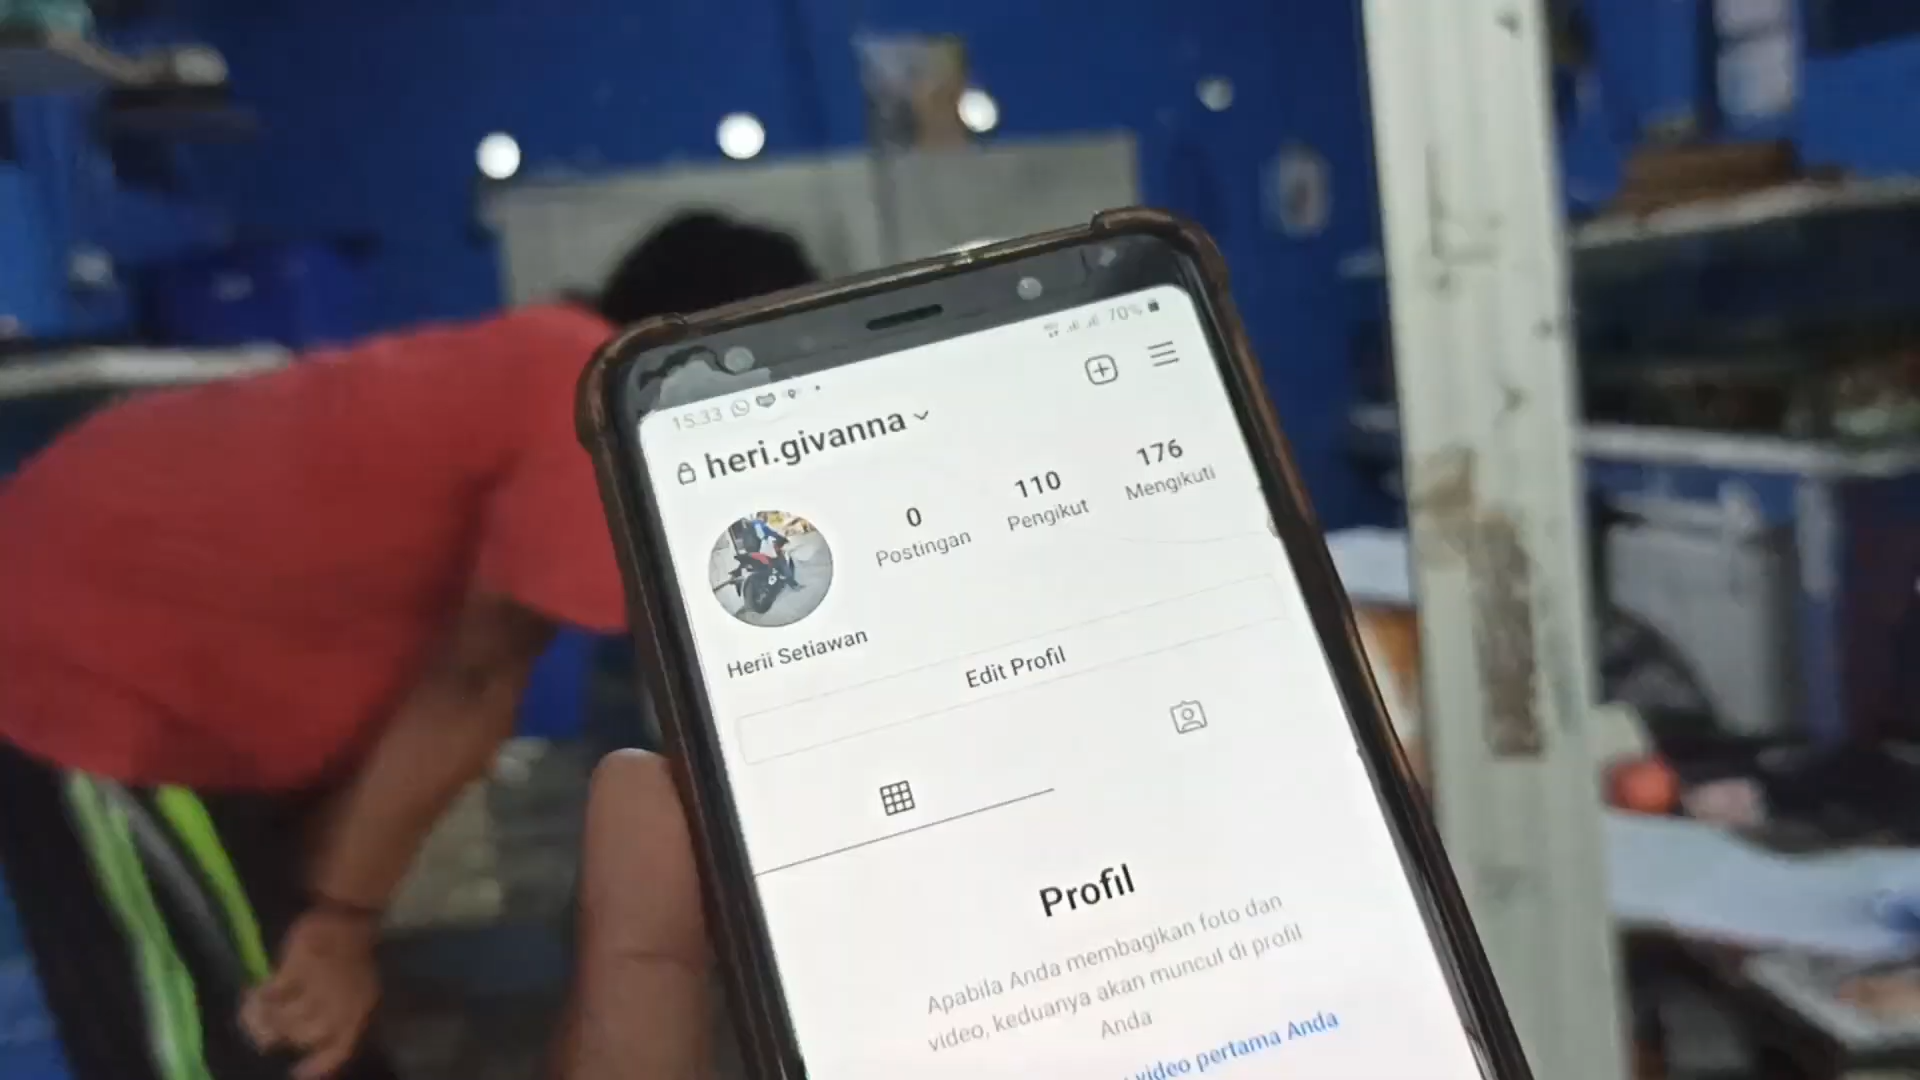 15.33
70%
heri.givanna
0
110
176
Postingan
Pengikut
Mengikuti
Herii Setiawan
Edit Profil
Profil
Apabila Anda membagikan foto dan
video, keduanya akan muncul di profil
Anda
video pertama Anda